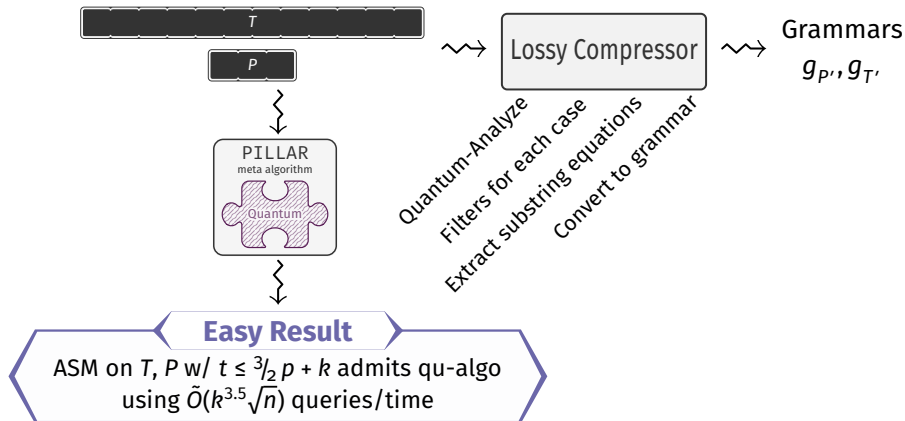 T
P
PILLAR
meta algorithm
Quantum
Lossy Compressor
Grammars
g_{P′}, g_{T′}
Quantum-Analyze
Filters for each case
Extract substring equations
Convert to grammar
Easy Result
ASM on T, P w/ t ≤ 3/2 p + k admits qu-algo
using Õ(k^{3.5}√n) queries/time